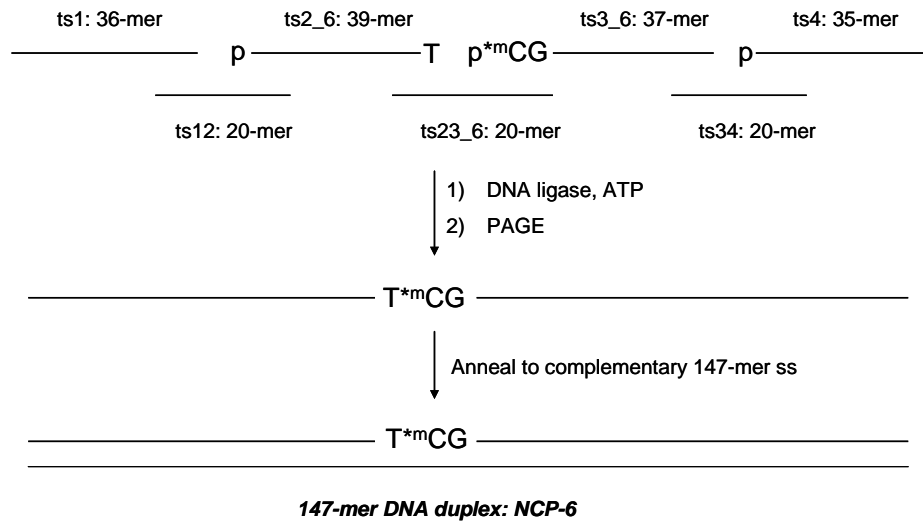 ts1: 36-mer ts2_6: 39-mer ts3_6: 37-mer ts4: 35-mer
p T p*mCG p
ts12: 20-mer ts23_6: 20-mer ts34: 20-mer
1) DNA ligase, ATP
2) PAGE
T*mCG
Anneal to complementary 147-mer ss
T*mCG
147-mer DNA duplex: NCP-6